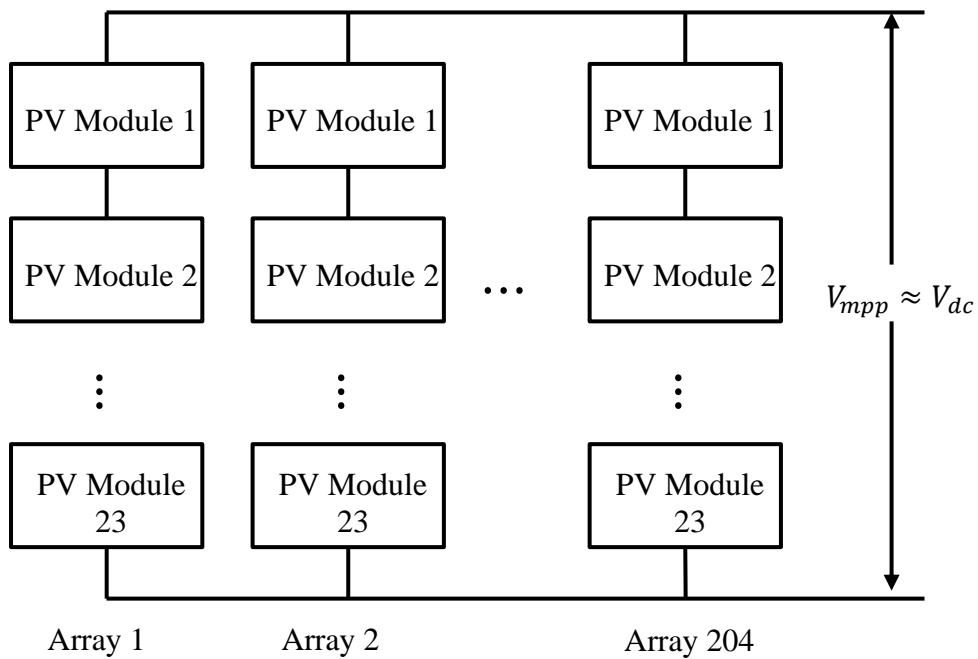 PV Module 1
PV Module 1
PV Module 1
PV Module 2
PV Module 2
...
PV Module 2
V_mpp ≈ V_dc
⋮
⋮
⋮
PV Module
23
PV Module
23
PV Module
23
Array 1
Array 2
Array 204